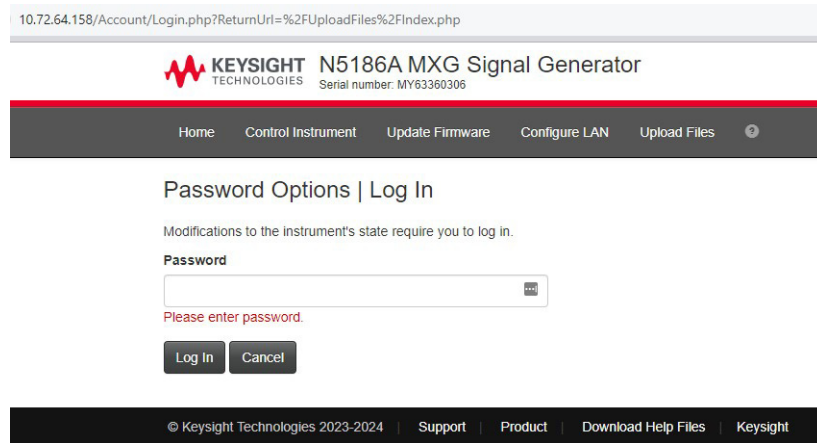 10.72.64.158/Account/Login.php?ReturnUrl=%2FUploadFiles%2FIndex.php
KEYSIGHT TECHNOLOGIES
N5186A MXG Signal Generator
Serial number: MY63360306
Home Control Instrument Update Firmware Configure LAN Upload Files ?
Password Options | Log In
Modifications to the instrument's state require you to log in.
Password
Please enter password.
Log In Cancel
© Keysight Technologies 2023-2024 | Support | Product | Download Help Files | Keysight